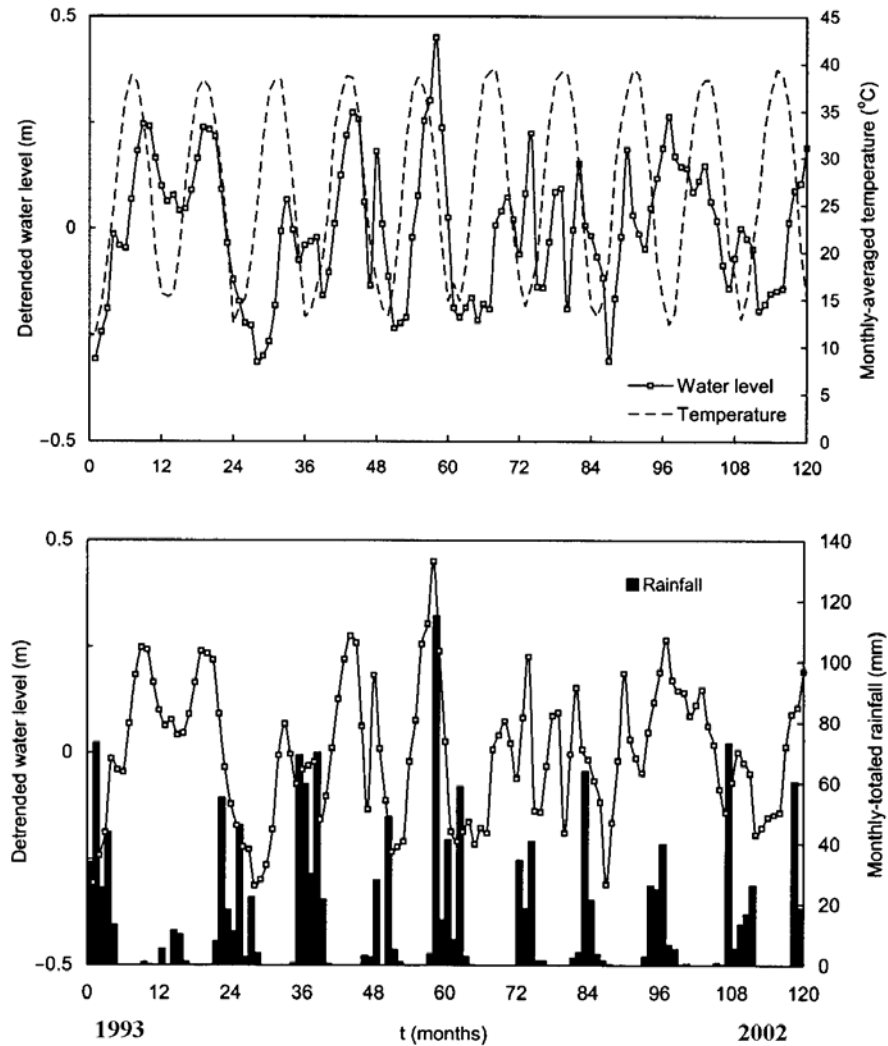 0.5
0
−0.5
Detrended water level (m)
45
40
35
30
25
20
15
10
5
0
Monthly-averaged temperature (°C)
Water level
Temperature
0 12 24 36 48 60 72 84 96 108 120
0.5
0
−0.5
Detrended water level (m)
140
120
100
80
60
40
20
0
Monthly-totaled rainfall (mm)
Rainfall
0 12 24 36 48 60 72 84 96 108 120
1993 t (months) 2002